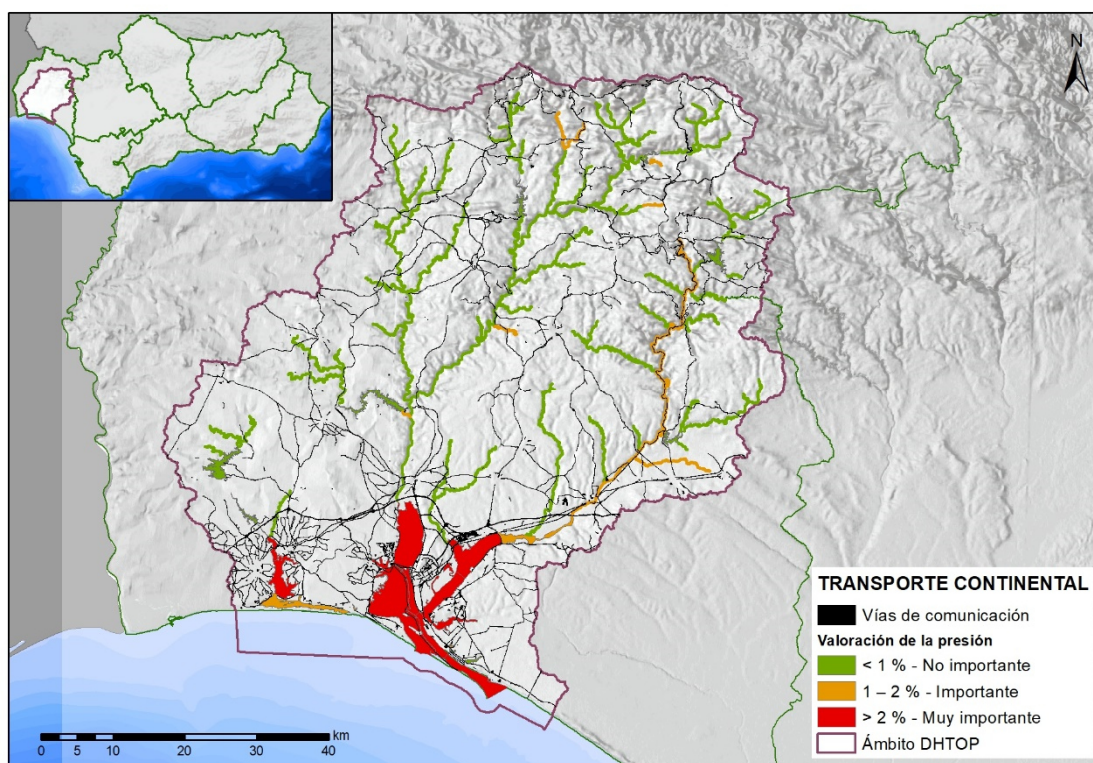 N
TRANSPORTE CONTINENTAL
Vías de comunicación
Valoración de la presión
< 1 % - No importante
1 – 2 % - Importante
> 2 % - Muy importante
Ámbito DHTOP
km
0 5 10 20 30 40